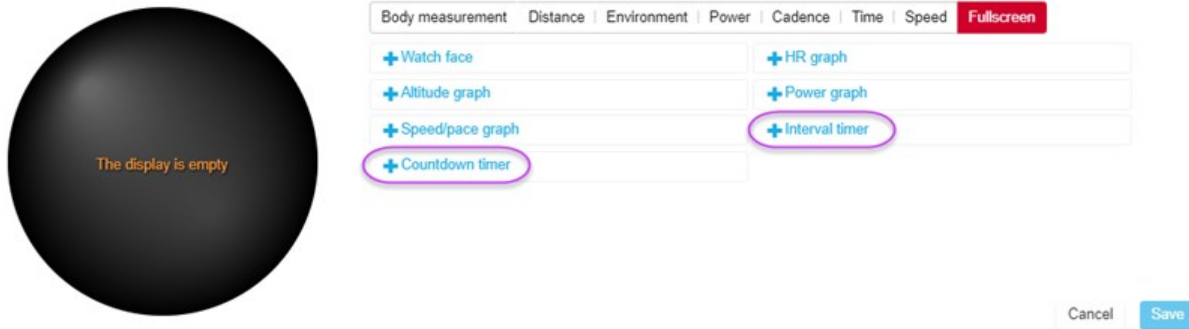 Body measurement Distance Environment Power Cadence Time Speed Fullscreen
Watch face HR graph
Altitude graph Power graph
Speed/pace graph Interval timer
The display is empty Countdown timer
Cancel Save